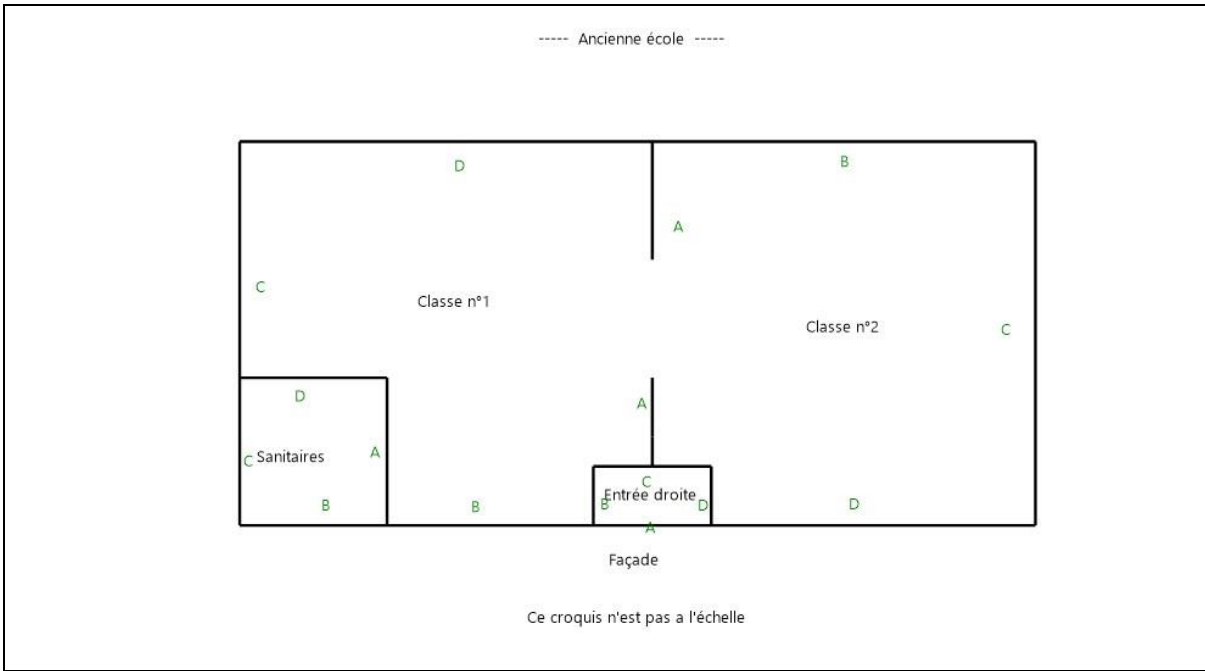 ----- Ancienne école -----
D
B
A
C
Classe n°1
Classe n°2
C
D
A
Sanitaires
A
C
B
B
C
Entrée droite
B
D
D
A
Façade
Ce croquis n'est pas a l'échelle